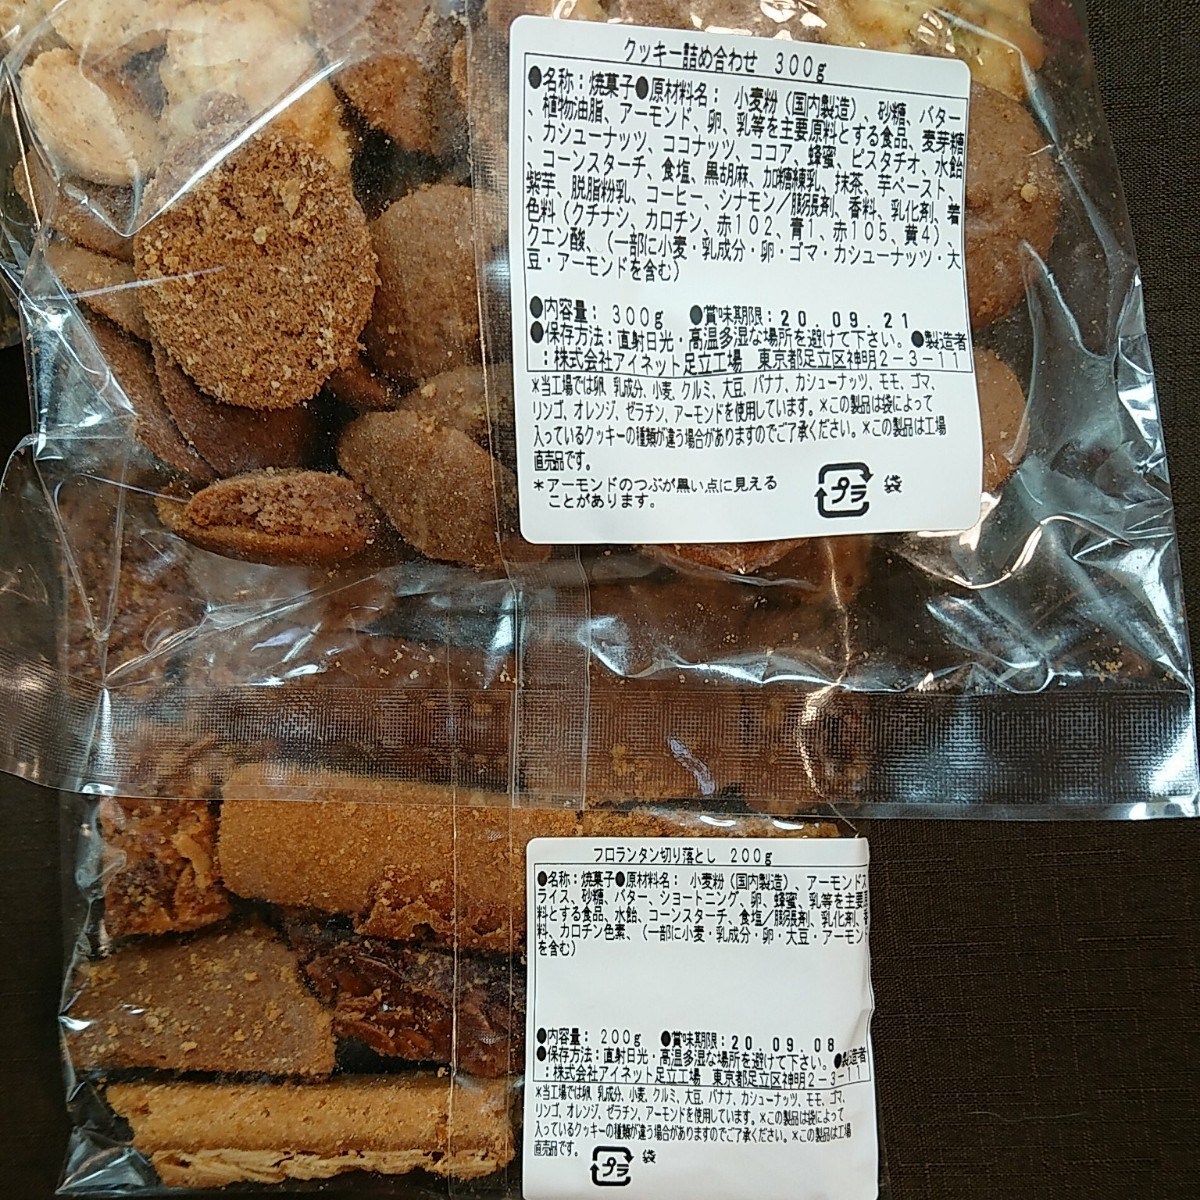 クッキー詰め合わせ 300g
●名称：焼菓子●原材料名： 小麦粉（国内製造）、砂糖、バター
、植物油脂、アーモンド、卵、乳等を主要原料とする食品、麦芽糖
、カシューナッツ、ココナッツ、ココア、蜂蜜、ピスタチオ、水飴
、コーンスターチ、食塩、黒胡麻、加糖練乳、抹茶、芋ペースト、
紫芋、脱脂粉乳、コーヒー、シナモン／膨張剤、香料、乳化剤、着
色料（クチナシ、カロチン、赤１０２、青１、赤１０５、黄４）、
クエン酸、（一部に小麦・乳成分・卵・ゴマ・カシューナッツ・大
豆・アーモンドを含む）
●内容量： 300g ●賞味期限：20.09.21
●保存方法：直射日光・高温多湿な場所を避けて下さい。●製造者
：株式会社アイネット足立工場 東京都足立区神明２－３－１１
＊当工場では卵、乳成分、小麦、クルミ、大豆、バナナ、カシューナッツ、モモ、ゴマ、
リンゴ、オレンジ、ゼラチン、アーモンドを使用しています。＊この製品は袋によって
入っているクッキーの種類が違う場合がありますのでご了承ください。＊この製品は工場
直売品です。
＊アーモンドのつぶが黒い点に見える
ことがあります。
プラ 袋
フロランタン切り落とし 200g
●名称：焼菓子●原材料名： 小麦粉（国内製造）、アーモンドス
ライス、砂糖、バター、ショートニング、卵、蜂蜜、乳等を主要原
料とする食品、水飴、コーンスターチ、食塩／膨張剤、乳化剤、香
料、カロチン色素、（一部に小麦・乳成分・卵・大豆・アーモンド
を含む）
●内容量： 200g ●賞味期限：20.09.08
●保存方法：直射日光・高温多湿な場所を避けて下さい。●製造者
：株式会社アイネット足立工場 東京都足立区神明２－３－１１
＊当工場では卵、乳成分、小麦、クルミ、大豆、バナナ、カシューナッツ、モモ、ゴマ、
リンゴ、オレンジ、ゼラチン、アーモンドを使用しています。＊この製品は袋によって
入っているクッキーの種類が違う場合がありますのでご了承ください。＊この製品は工場
直売品です。
プラ 袋